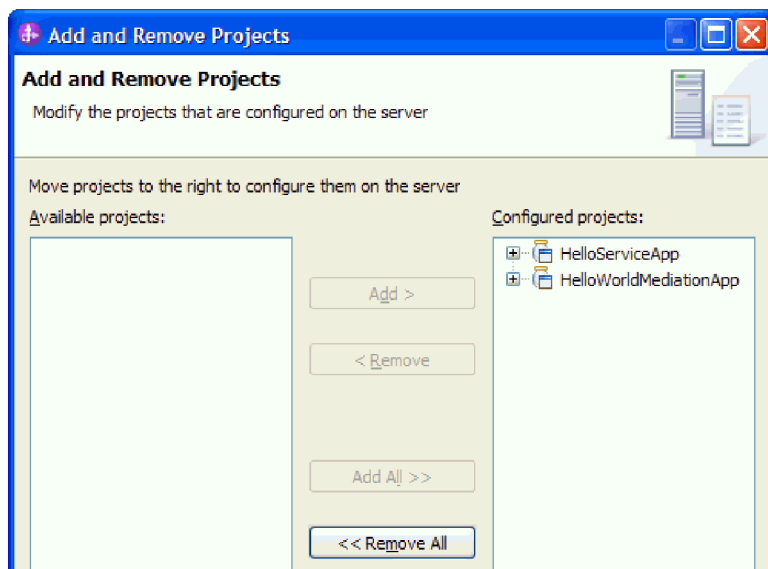 Add and Remove Projects
Add and Remove Projects
Modify the projects that are configured on the server
Move projects to the right to configure them on the server
Available projects:
Configured projects:
HelloServiceApp
HelloWorldMediationApp
Add >
< Remove
Add All >>
<< Remove All